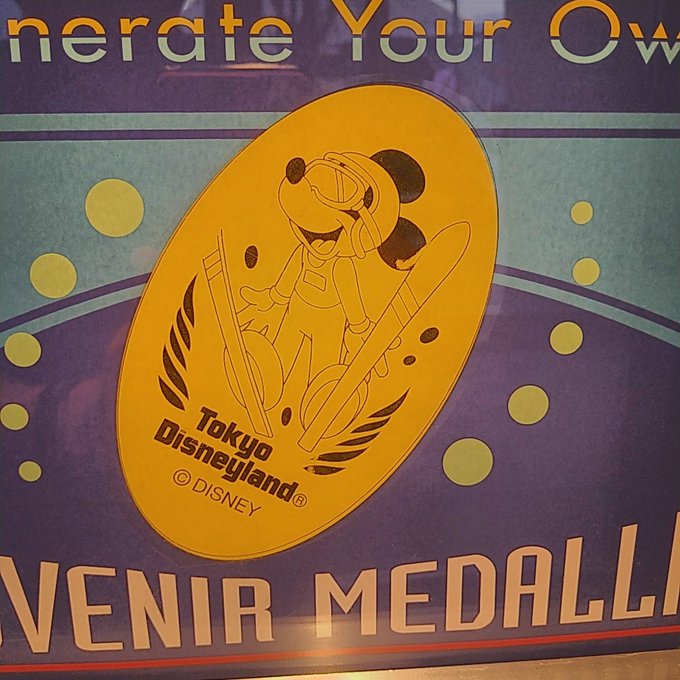 nerate Your Ow
Tokyo
Disneyland®
© DISNEY
VENIR MEDALLI